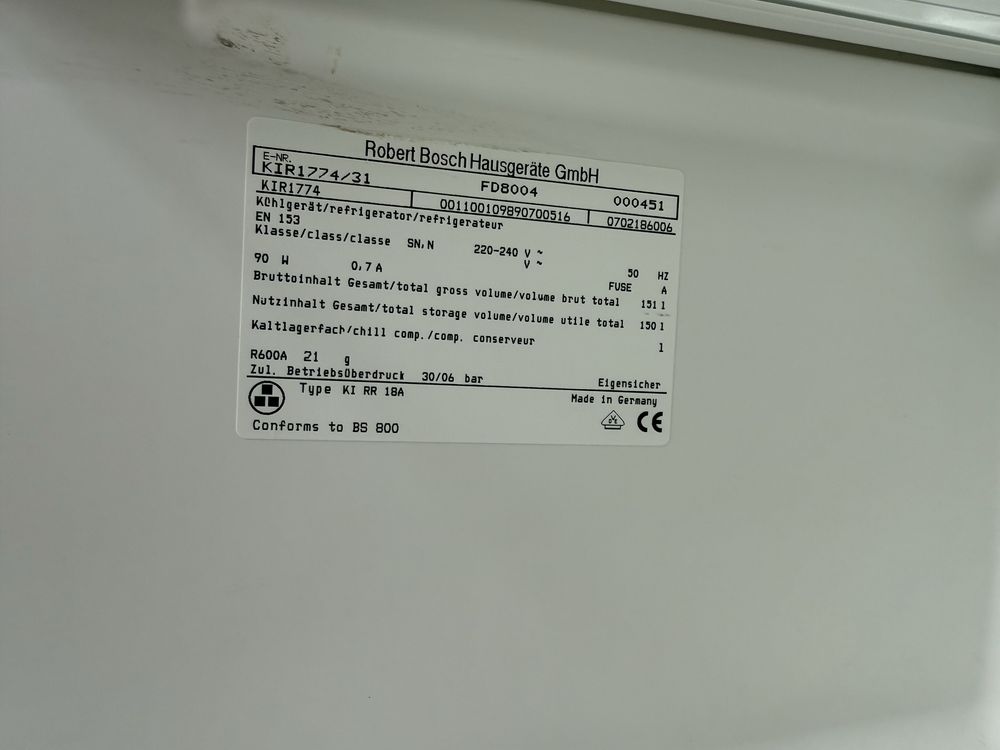 Robert Bosch Hausgeräte GmbH
E-NR.
KIR1774/31 FD8004 000451
KIR1774 001100109890700516 0702186006
Kühlgerät/refrigerator/refrigerateur
EN 153
Klasse/class/classe SN,N 220-240 V ~
V ~
50 HZ
90 W 0,7A FUSE A
Bruttoinhalt Gesamt/total gross volume/volume brut total 151 l
Nutzinhalt Gesamt/total storage volume/volume utile total 150 l
Kaltlagerfach/chill comp./comp. conserveur l
R600A 21 g
Zul. Betriebsüberdruck 30/06 bar Eigensicher
Type KI RR 18A Made in Germany
Conforms to BS 800 CE